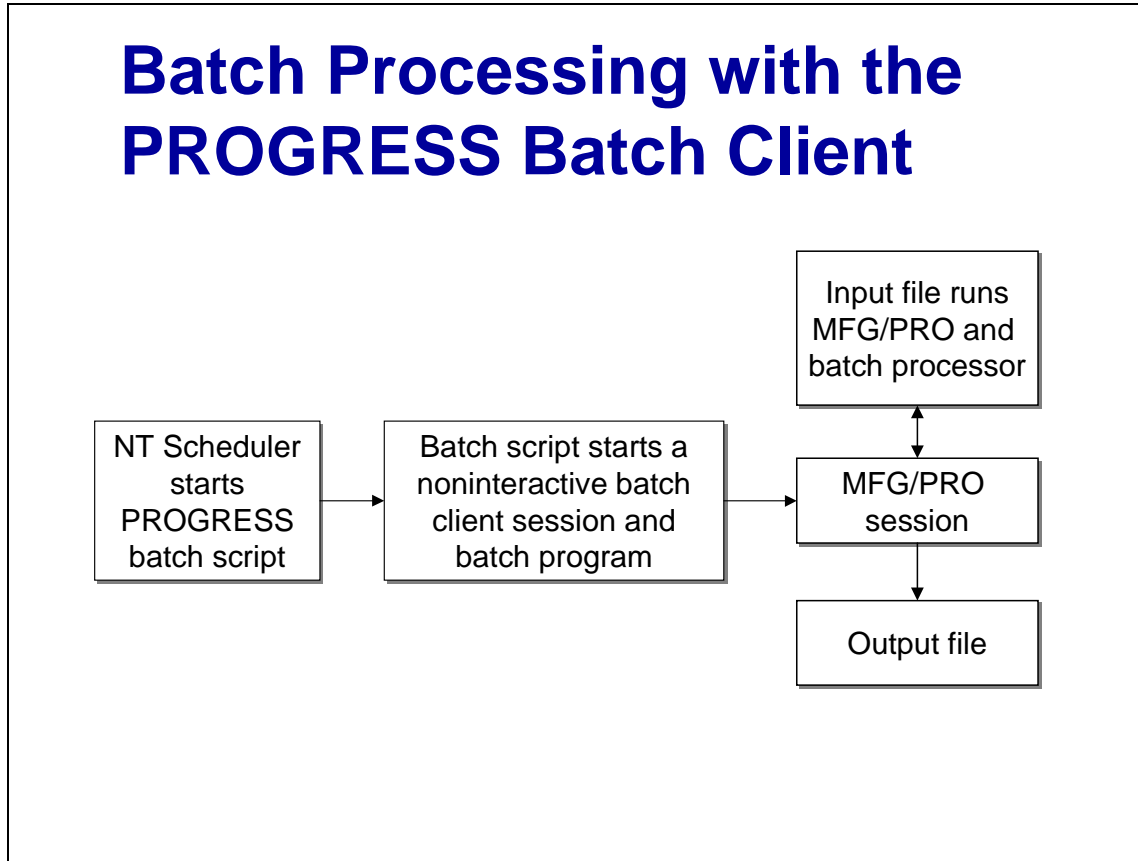 Batch Processing with the
PROGRESS Batch Client
Input file runs
MFG/PRO and
batch processor
NT Scheduler
starts
PROGRESS
batch script
Batch script starts a
noninteractive batch
client session and
batch program
MFG/PRO
session
Output file